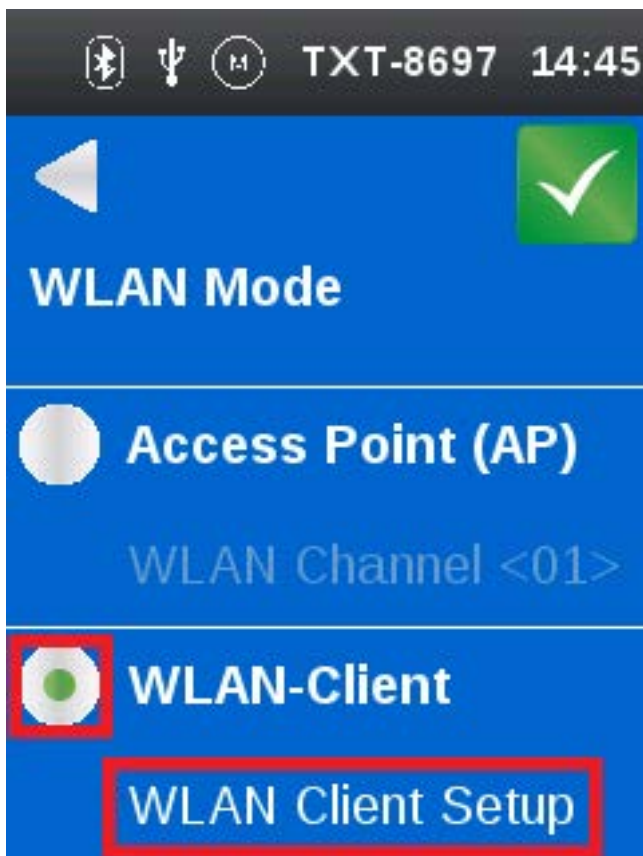 M TXT-8697 14:45
WLAN Mode
Access Point (AP)
WLAN Channel <01>
WLAN-Client
WLAN Client Setup